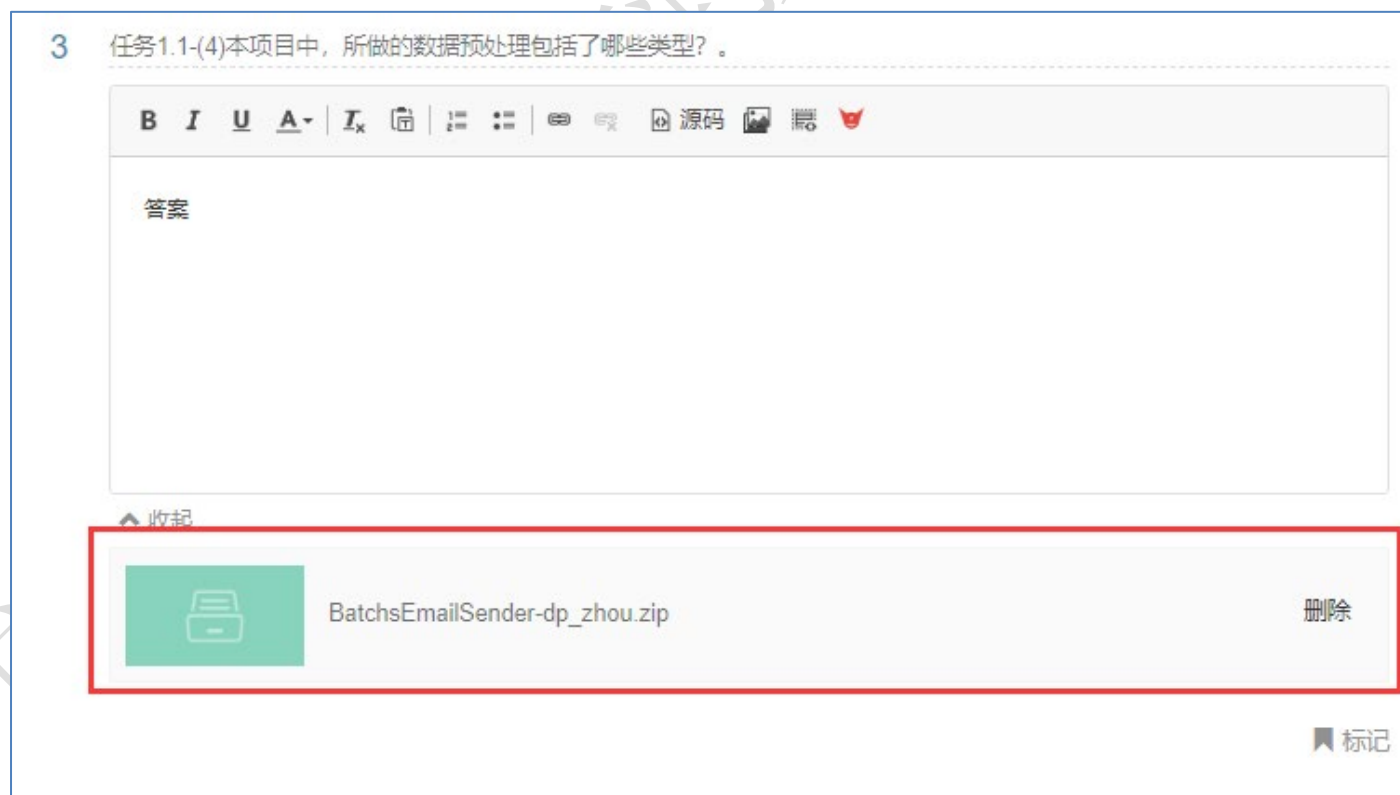 3 任务1.1-(4)本项目中，所做的数据预处理包括了哪些类型？。
B I U A Tx 源码
答案
收起
BatchsEmailSender-dp_zhou.zip 删除
标记